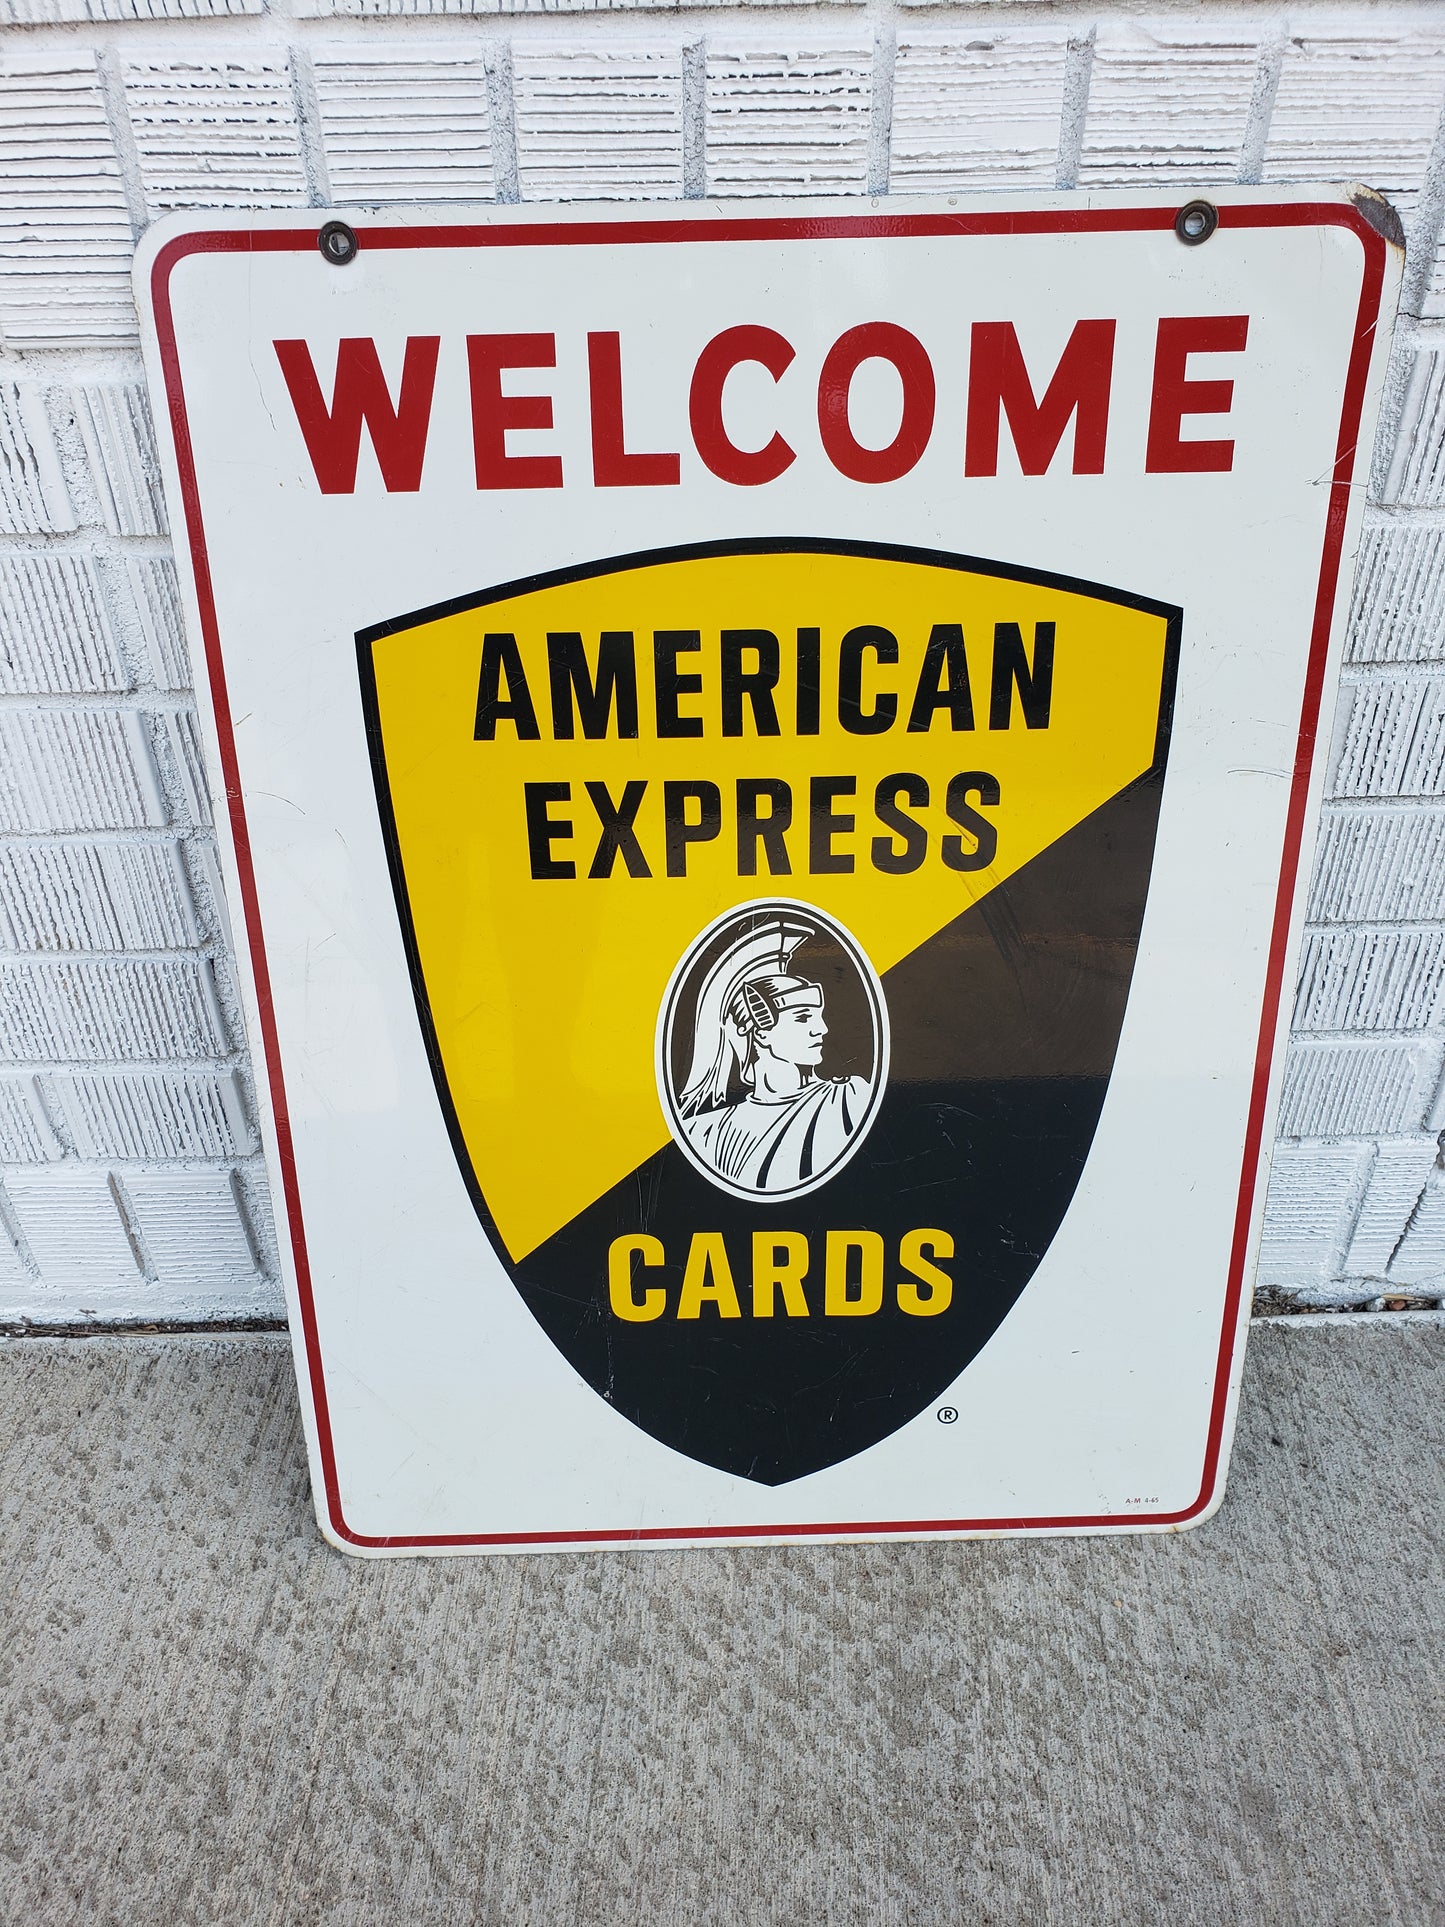 WELCOME
AMERICAN
EXPRESS
CARDS
®
A-M 4-65